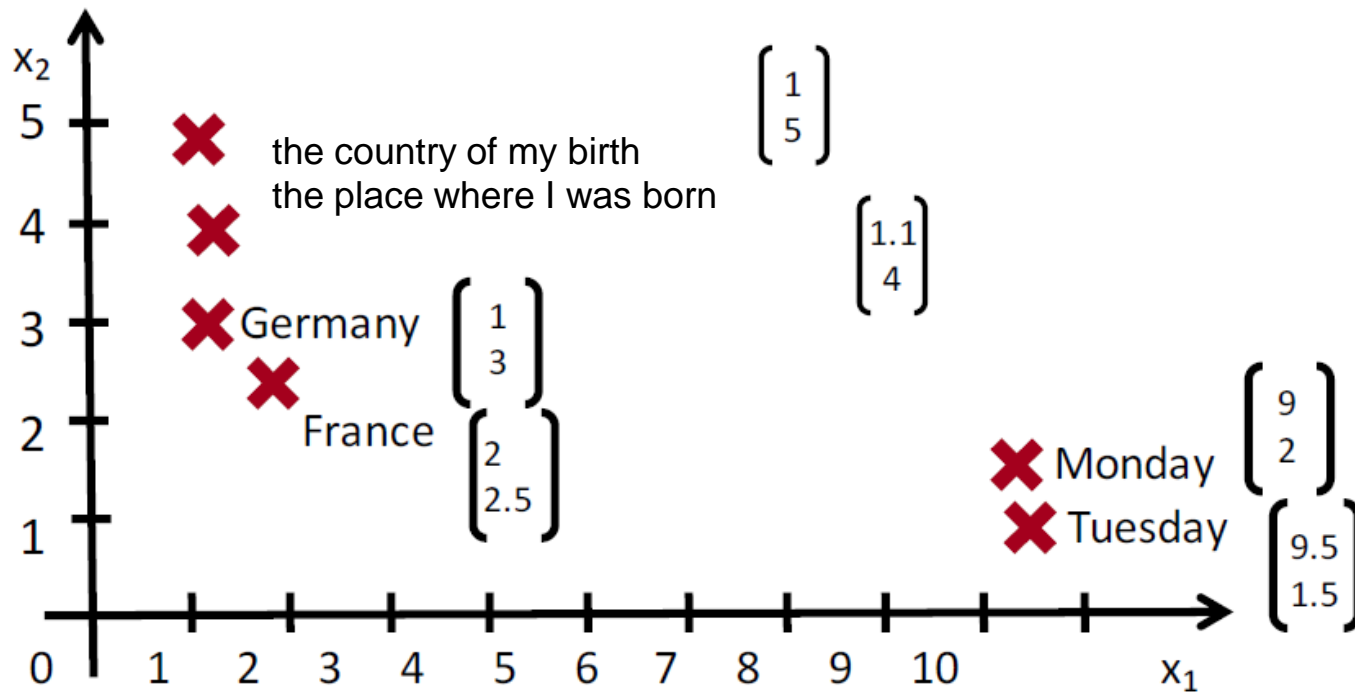 x2
5
4
3
2
1
0 1 2 3 4 5 6 7 8 9 10 x1
the country of my birth
the place where I was born
1
5
1.1
4
Germany
1
3
France
2
2.5
Monday
9
2
Tuesday
9.5
1.5